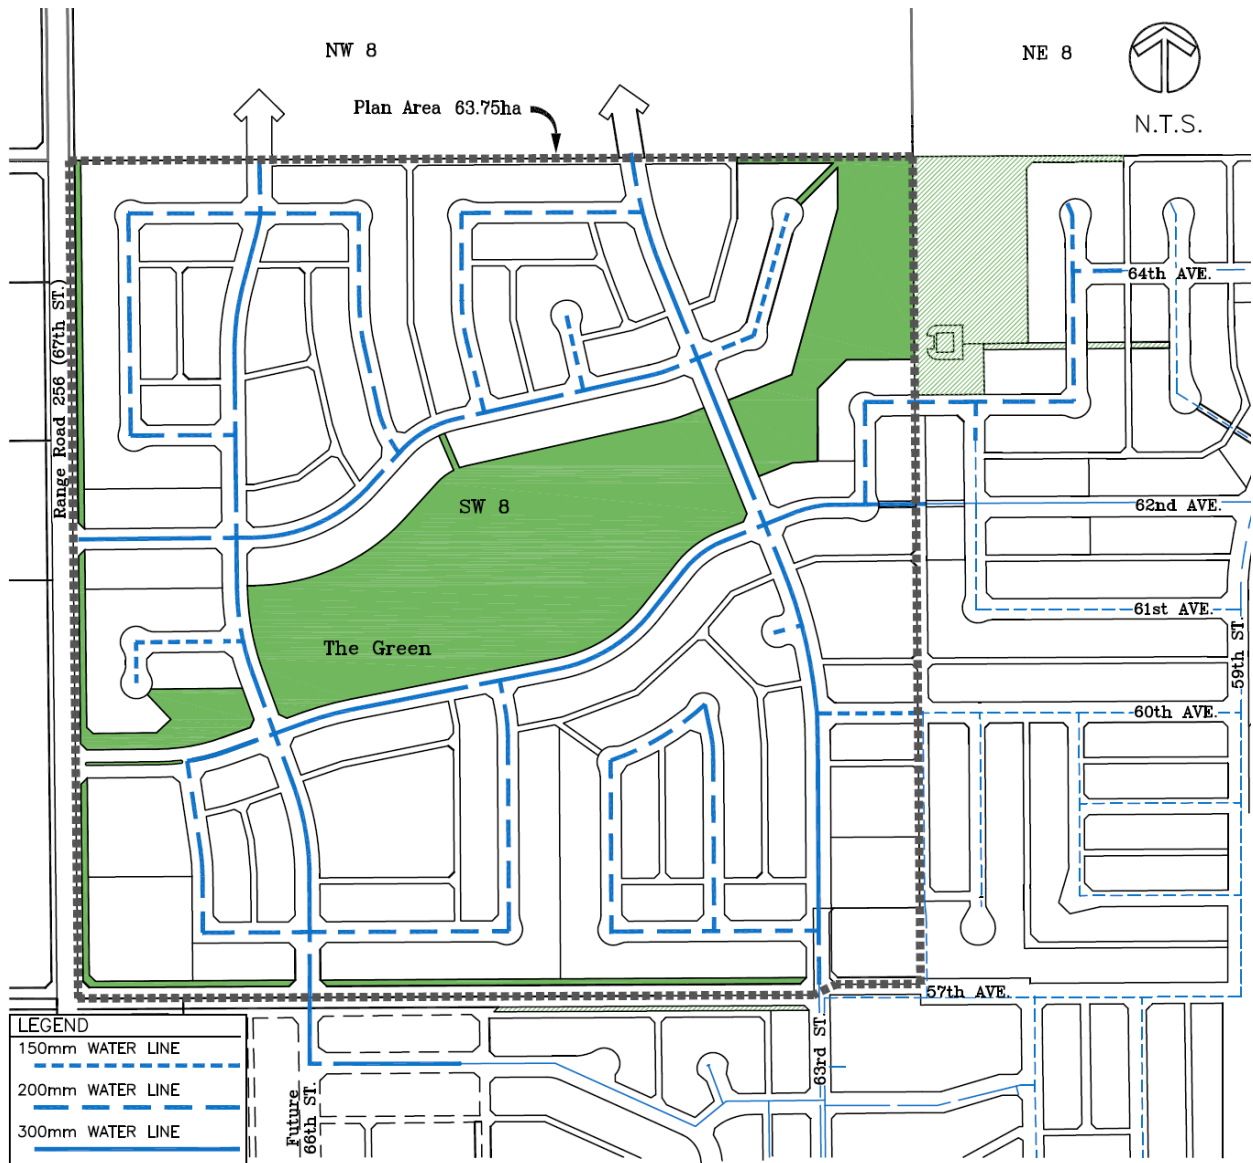 NW 8
NE 8
Plan Area 63.75ha
N.T.S.
Range Road 256 (67th ST.)
64th AVE.
SW 8
62nd AVE.
61st AVE.
59th ST.
The Green
60th AVE.
57th AVE.
63rd ST.
Future
66th ST.
LEGEND
150mm WATER LINE
200mm WATER LINE
300mm WATER LINE